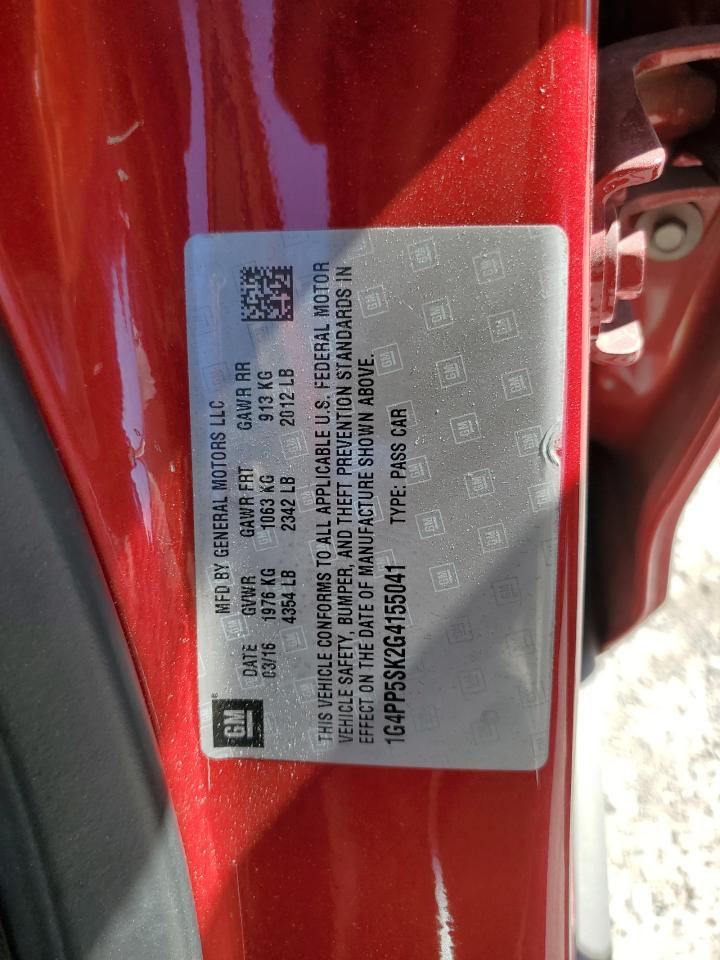 GM®
MFD BY GENERAL MOTORS LLC
DATE GVWR GAWR FRT GAWR RR
03/16 1976 KG 1063 KG 913 KG
4354 LB 2342 LB 2012 LB
THIS VEHICLE CONFORMS TO ALL APPLICABLE U.S. FEDERAL MOTOR
VEHICLE SAFETY, BUMPER, AND THEFT PREVENTION STANDARDS IN
EFFECT ON THE DATE OF MANUFACTURE SHOWN ABOVE.
1G4PP5SK2G4155041 TYPE: PASS CAR